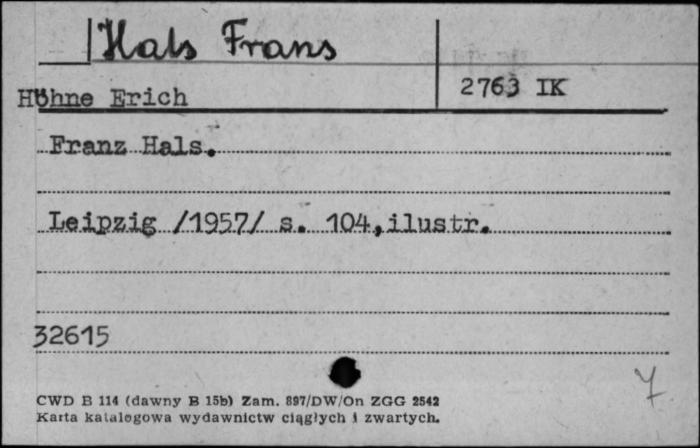 Hals Frans
Höhne Erich
2763 IK
Franz Hals.
Leipzig /1957/ s. 104, ilustr.
32615
CWD B 114 (dawny B 15b) Zam. 897/DW/On ZGG 2542
Karta katalogowa wydawnictw ciągłych i zwartych.